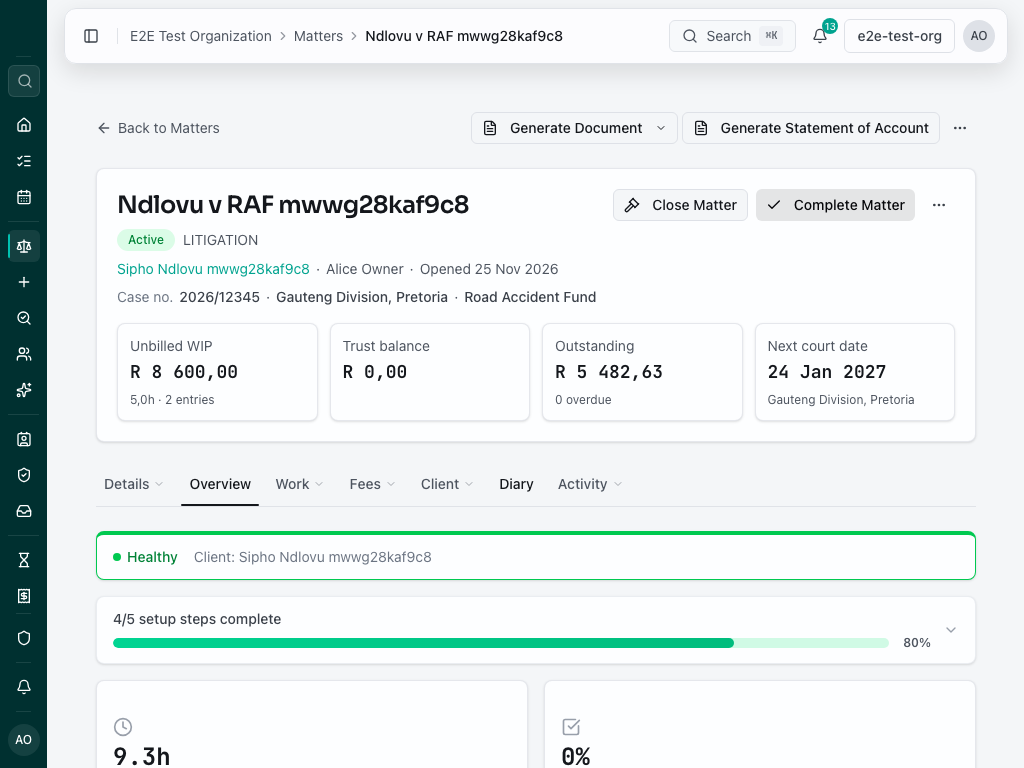 E2E Test Organization > Matters > Ndlovu v RAF mwwg28kaf9c8
Search ⌘K
13
e2e-test-org
AO
Back to Matters
Generate Document
Generate Statement of Account
Ndlovu v RAF mwwg28kaf9c8
Close Matter
Complete Matter
Active LITIGATION
Sipho Ndlovu mwwg28kaf9c8 · Alice Owner · Opened 25 Nov 2026
Case no. 2026/12345 · Gauteng Division, Pretoria · Road Accident Fund
Unbilled WIP
R 8 600,00
5,0h · 2 entries
Trust balance
R 0,00
Outstanding
R 5 482,63
0 overdue
Next court date
24 Jan 2027
Gauteng Division, Pretoria
Details Overview Work Fees Client Diary Activity
Healthy Client: Sipho Ndlovu mwwg28kaf9c8
4/5 setup steps complete
80%
9.3h
0%
AO